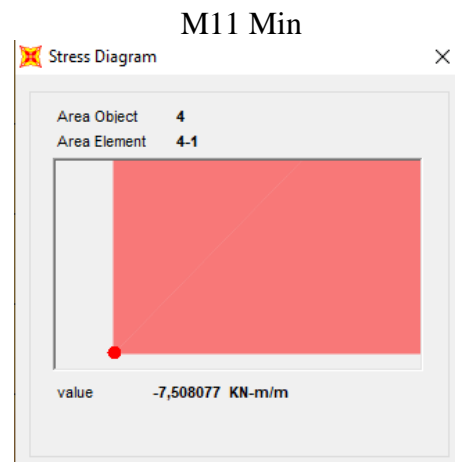 M11 Min
Stress Diagram
Area Object 4
Area Element 4-1
value -7,508077 KN-m/m